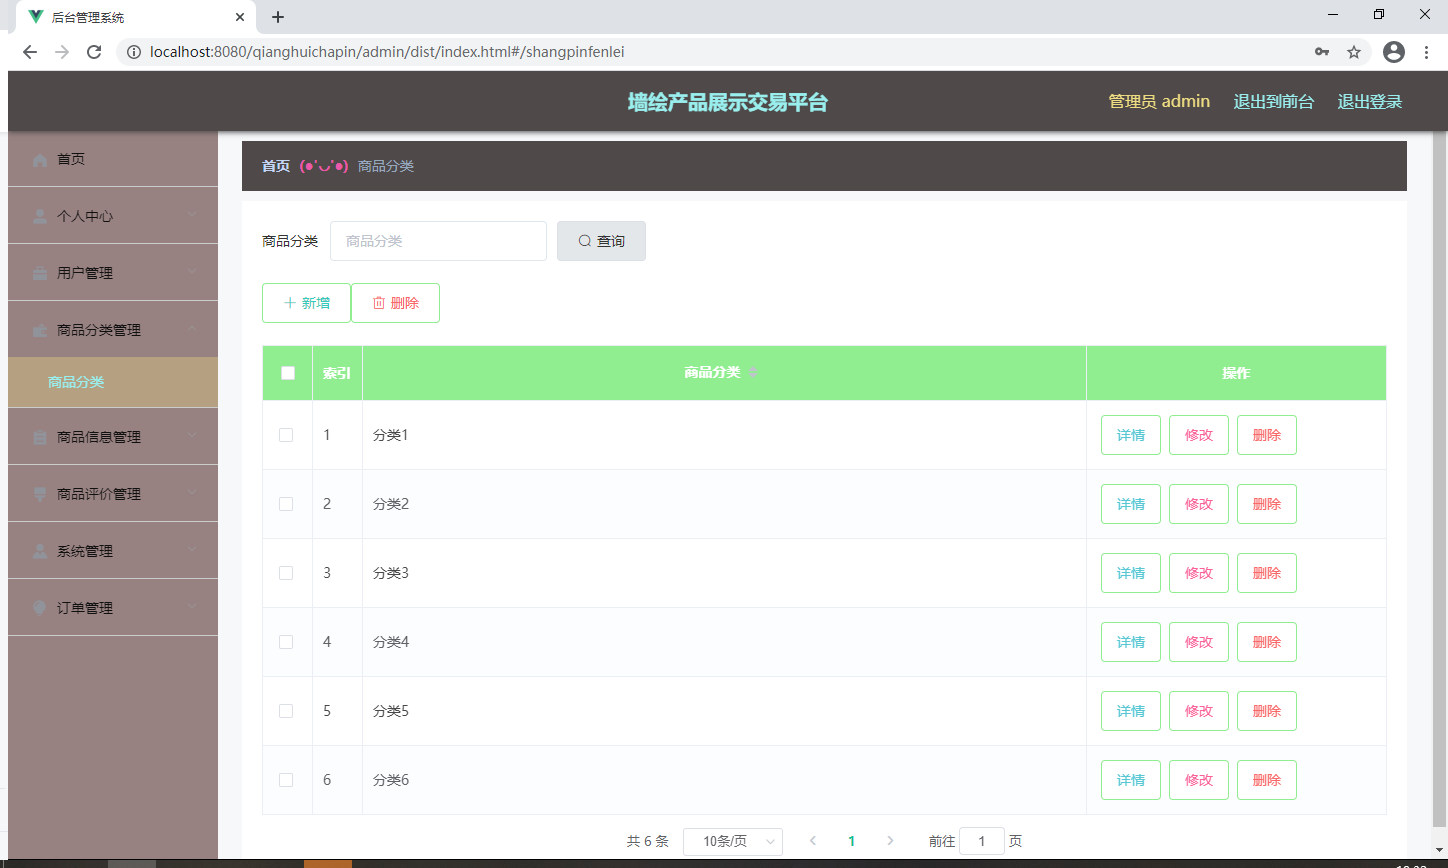 后台管理系统
localhost:8080/qianghuichapin/admin/dist/index.html#/shangpinfenlei
墙绘产品展示交易平台
管理员 admin 退出到前台 退出登录
首页
个人中心
用户管理
商品分类管理
商品分类
商品信息管理
商品评价管理
系统管理
订单管理
首页 (●'◡'●) 商品分类
商品分类 商品分类 查询
新增 删除
索引 商品分类 操作
1 分类1 详情 修改 删除
2 分类2 详情 修改 删除
3 分类3 详情 修改 删除
4 分类4 详情 修改 删除
5 分类5 详情 修改 删除
6 分类6 详情 修改 删除
共 6 条 10条/页 1 前往 1 页